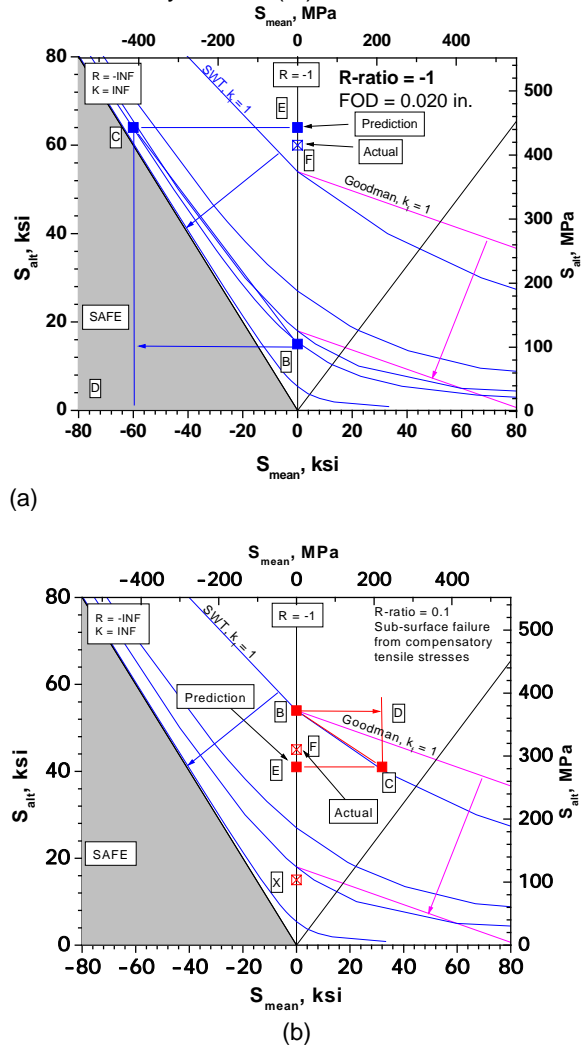 S_mean, MPa
-400 -200 0 200 400
80
60
40
20
0
S_alt, ksi
R = -INF
K = INF
SWT, k_f = 1
R = -1
R-ratio = -1
FOD = 0.020 in.
E
Prediction
C
Actual
F
Goodman, k_f = 1
SAFE
B
D
500
400
300
200
100
0
S_alt, MPa
-80 -60 -40 -20 0 20 40 60 80
S_mean, ksi
(a)
S_mean, MPa
-400 -200 0 200 400
80
60
40
20
0
S_alt, ksi
R = -INF
K = INF
SWT, k_f = 1
R = -1
R-ratio = 0.1
Sub-surface failure
from compensatory
tensile stresses
Prediction
B
D
Goodman, k_f = 1
F
E
C
Actual
SAFE
X
500
400
300
200
100
0
S_alt, MPa
-80 -60 -40 -20 0 20 40 60 80
S_mean, ksi
(b)